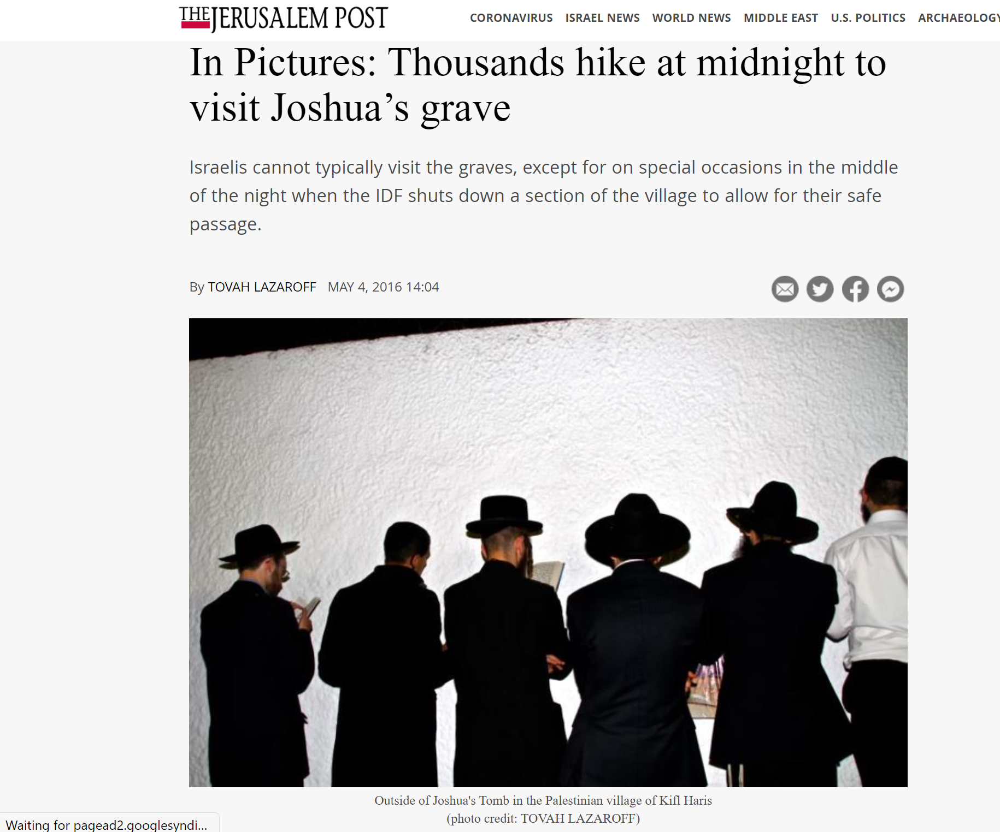 THE JERUSALEM POST
CORONAVIRUS ISRAEL NEWS WORLD NEWS MIDDLE EAST U.S. POLITICS ARCHAEOLOGY
In Pictures: Thousands hike at midnight to
visit Joshua’s grave
Israelis cannot typically visit the graves, except for on special occasions in the middle
of the night when the IDF shuts down a section of the village to allow for their safe
passage.
By TOVAH LAZAROFF MAY 4, 2016 14:04
Outside of Joshua's Tomb in the Palestinian village of Kifl Haris
(photo credit: TOVAH LAZAROFF)
Waiting for pagead2.googlesyndi...